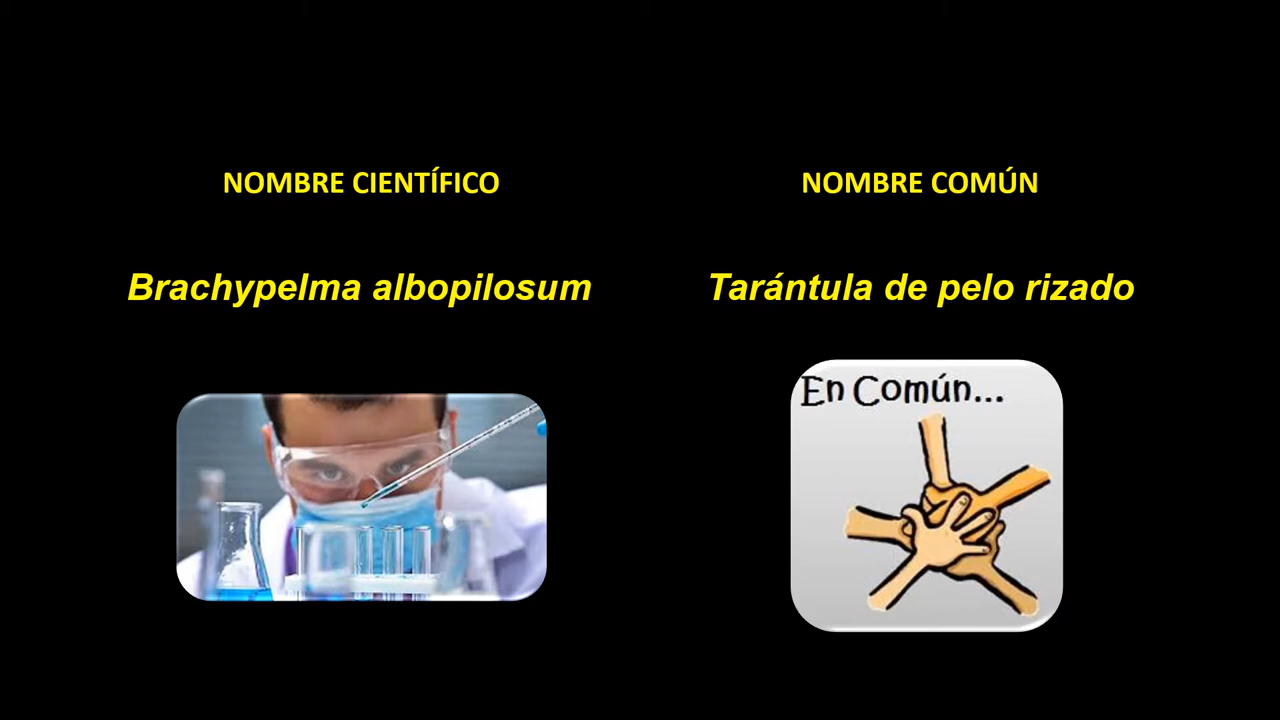 NOMBRE CIENTÍFICO
NOMBRE COMÚN
Brachypelma albopilosum
Tarántula de pelo rizado
En Común...